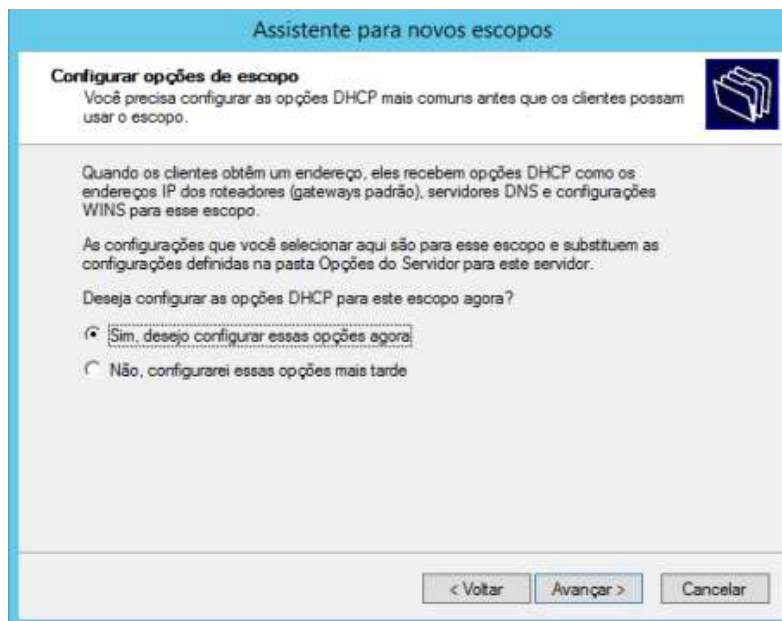 Assistente para novos escopos
Configurar opções de escopo
Você precisa configurar as opções DHCP mais comuns antes que os clientes possam
usar o escopo.
Quando os clientes obtêm um endereço, eles recebem opções DHCP como os
endereços IP dos roteadores (gateways padrão), servidores DNS e configurações
WINS para esse escopo.
As configurações que você selecionar aqui são para esse escopo e substituem as
configurações definidas na pasta Opções do Servidor para este servidor.
Deseja configurar as opções DHCP para este escopo agora?
Sim, desejo configurar essas opções agora
Não, configurarei essas opções mais tarde
< Voltar Avançar > Cancelar